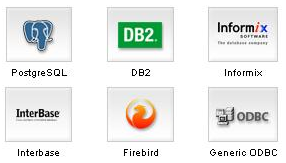 DB2.
Informix
SOFTWARE
The database company
PostgreSQL
DB2
Informix
InterBase
ODBC
Interbase
Firebird
Generic ODBC